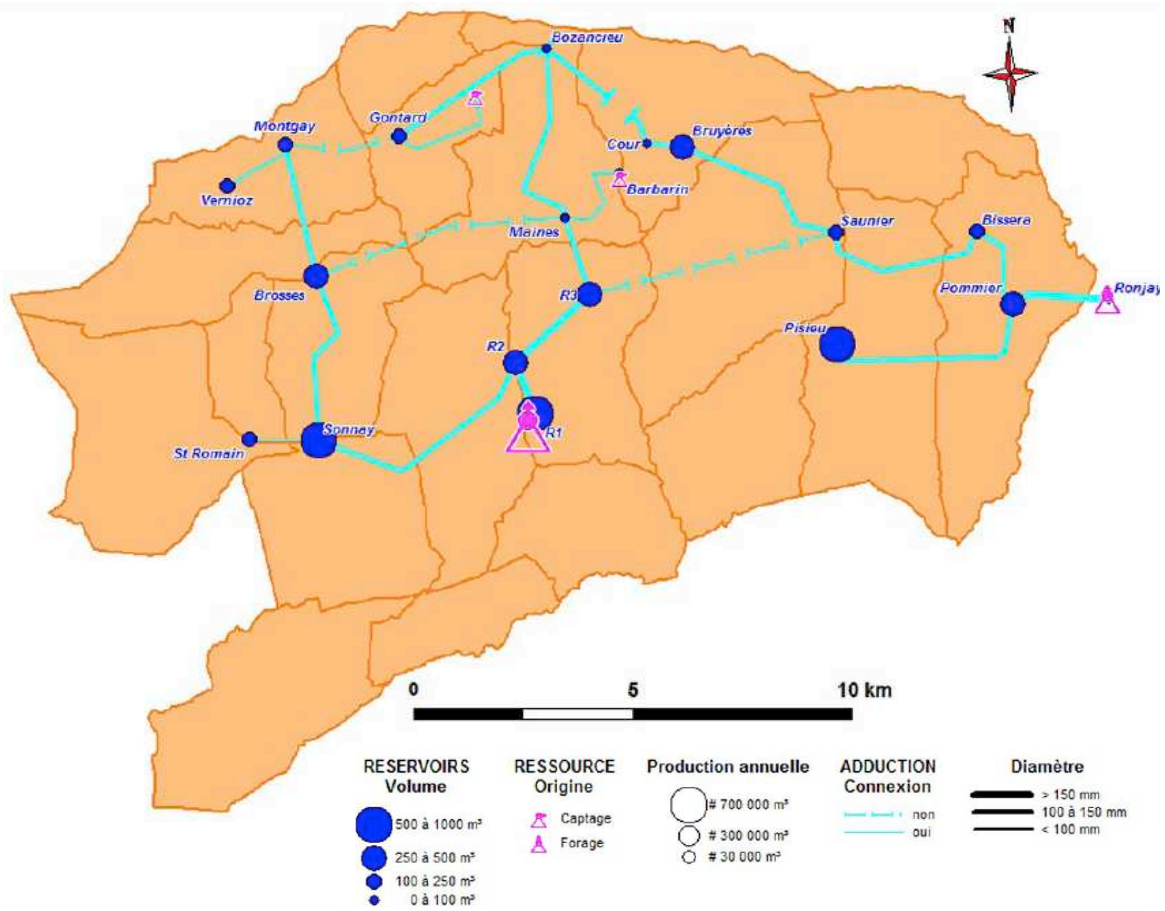 N
Bozancieu
Montgay
Gontard
Cour
Bruyères
Vernioz
Barbarin
Maines
Saunier
Bissera
Brosses
R3
Pommier
Ronjay
R2
Pisieu
R1
St Romain
Sonnay
0 5 10 km
RESERVOIRS
Volume
500 à 1000 m³
250 à 500 m³
100 à 250 m³
0 à 100 m³
RESSOURCE
Origine
Captage
Forage
Production annuelle
# 700 000 m³
# 300 000 m³
# 30 000 m³
ADDUCTION
Connexion
non
oui
Diamètre
> 150 mm
100 à 150 mm
< 100 mm